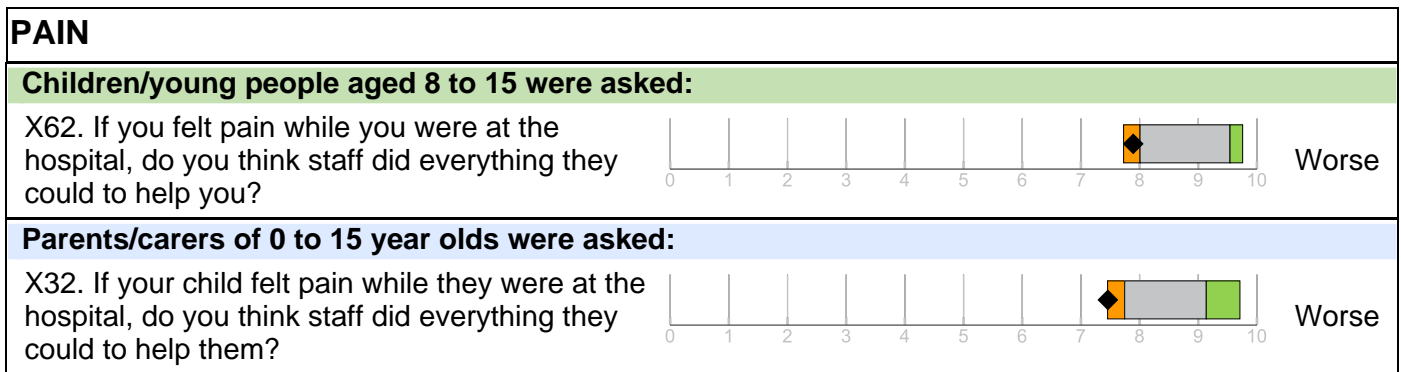 PAIN
Children/young people aged 8 to 15 were asked:
X62. If you felt pain while you were at the
hospital, do you think staff did everything they
could to help you?
0 1 2 3 4 5 6 7 8 9 10
Worse
Parents/carers of 0 to 15 year olds were asked:
X32. If your child felt pain while they were at the
hospital, do you think staff did everything they
could to help them?
0 1 2 3 4 5 6 7 8 9 10
Worse